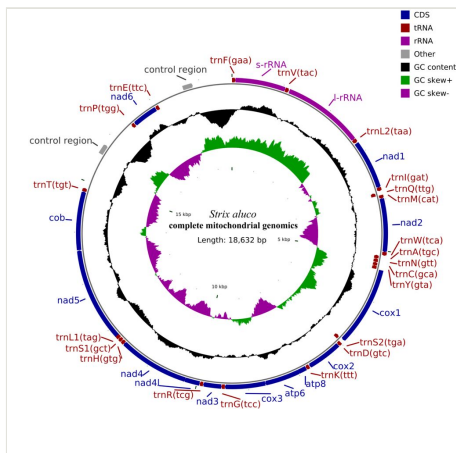 CDS
tRNA
rRNA
Other
GC content
GC skew+
GC skew-
trnF(gaa)
s-rRNA
trnV(tac)
l-rRNA
trnL2(taa)
nad1
trnI(gat)
trnQ(ttg)
trnM(cat)
nad2
trnW(tca)
trnA(tgc)
trnN(gtt)
trnC(gca)
trnY(gta)
cox1
trnS2(tga)
trnD(gtc)
cox2
trnK(ttt)
atp8
atp6
cox3
trnG(tcc)
nad3
trnR(tcg)
nad4l
nad4
trnH(gtg)
trnS1(gct)
trnL1(tag)
nad5
cob
trnT(tgt)
control region
trnP(tgg)
nad6
trnE(ttc)
control region
15 kbp
Strix aluco
complete mitochondrial genomics
Length: 18,632 bp
5 kbp
10 kbp